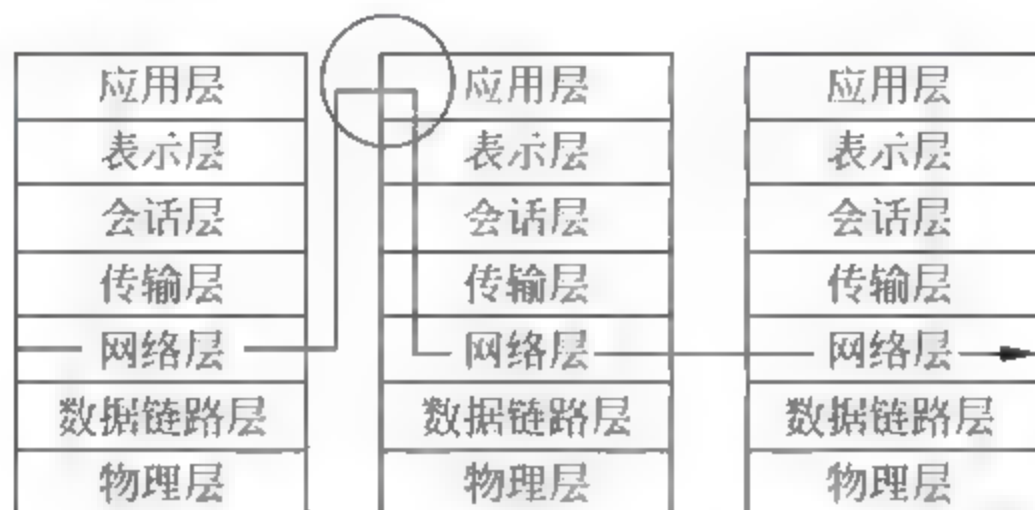 应用层 应用层 应用层
表示层 表示层 表示层
会话层 会话层 会话层
传输层 传输层 传输层
网络层 网络层 网络层
数据链路层 数据链路层 数据链路层
物理层 物理层 物理层